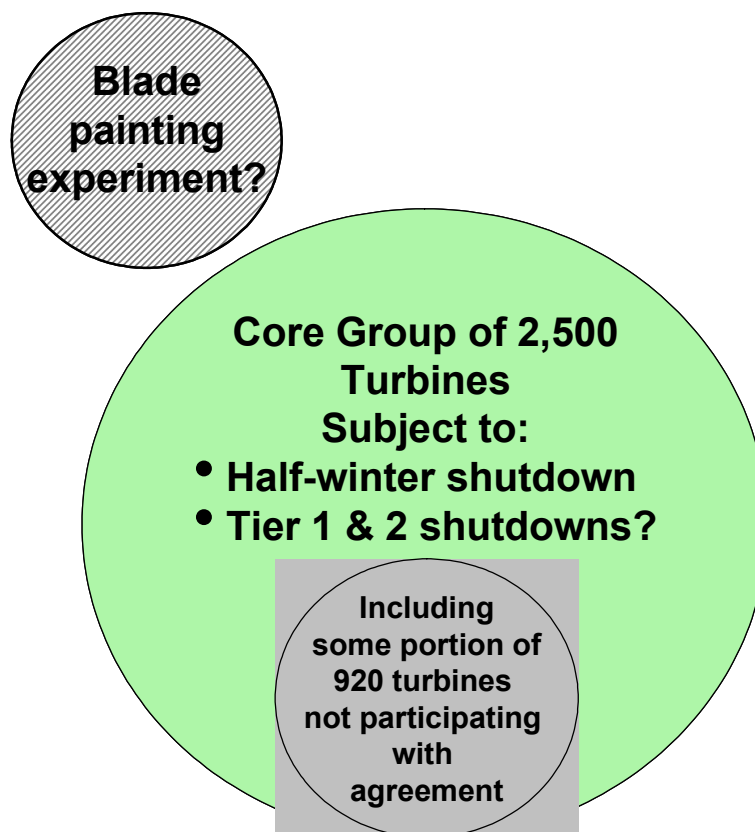 Blade
painting
experiment?
Core Group of 2,500
Turbines
Subject to:
• Half-winter shutdown
• Tier 1 & 2 shutdowns?
Including
some portion of
920 turbines
not participating
with
agreement